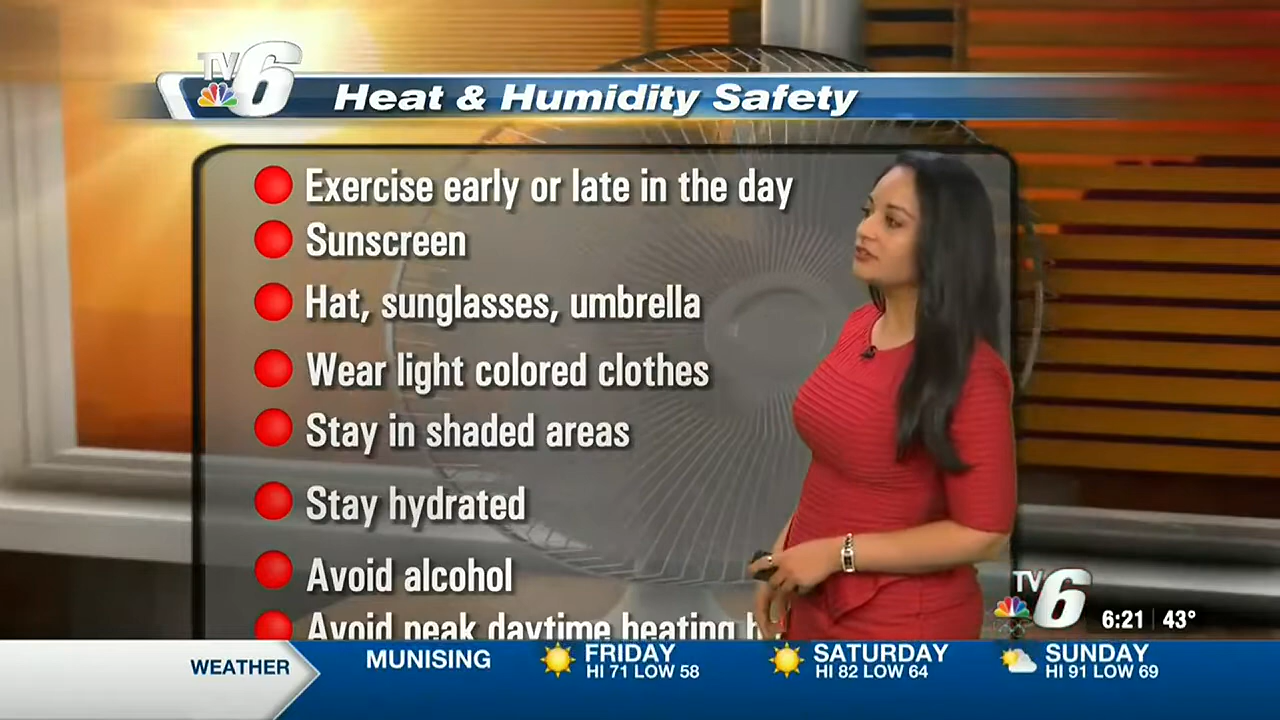 TV6
Heat & Humidity Safety
Exercise early or late in the day
Sunscreen
Hat, sunglasses, umbrella
Wear light colored clothes
Stay in shaded areas
Stay hydrated
Avoid alcohol
Avoid peak daytime heating
TV6
6:21 43°
WEATHER
MUNISING
FRIDAY
HI 71 LOW 58
SATURDAY
HI 82 LOW 64
SUNDAY
HI 91 LOW 69